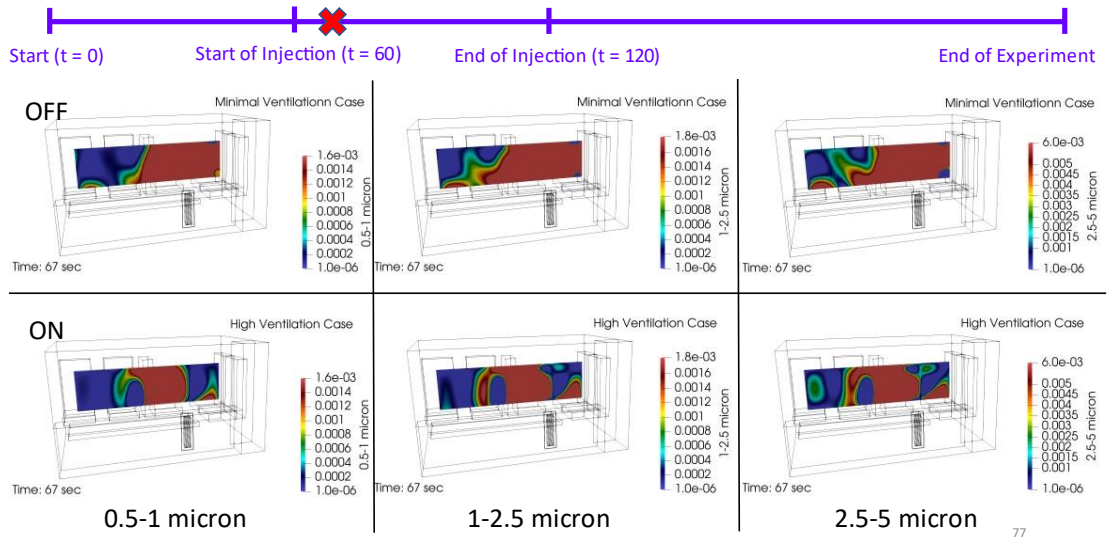 Start (t = 0)
Start of Injection (t = 60)
End of Injection (t = 120)
End of Experiment
OFF
Minimal Ventilationn Case
1.6e-03
0.0014
0.0012
0.001
0.0008
0.0006
0.0004
0.0002
1.0e-06
0.5-1 micron
Time: 67 sec
Minimal Ventilationn Case
1.8e-03
0.0016
0.0014
0.0012
0.001
0.0008
0.0006
0.0004
0.0002
1.0e-06
1-2.5 micron
Time: 67 sec
Minimal Ventilationn Case
6.0e-03
0.005
0.0045
0.004
0.0035
0.003
0.0025
0.002
0.0015
0.001
1.0e-06
2.5-5 micron
Time: 67 sec
ON
High Ventilation Case
1.6e-03
0.0014
0.0012
0.001
0.0008
0.0006
0.0004
0.0002
1.0e-06
0.5-1 micron
Time: 67 sec
High Ventilation Case
1.8e-03
0.0016
0.0014
0.0012
0.001
0.0008
0.0006
0.0004
0.0002
1.0e-06
1-2.5 micron
Time: 67 sec
High Ventilation Case
6.0e-03
0.005
0.0045
0.004
0.0035
0.003
0.0025
0.002
0.0015
0.001
1.0e-06
2.5-5 micron
Time: 67 sec
0.5-1 micron
1-2.5 micron
2.5-5 micron
77